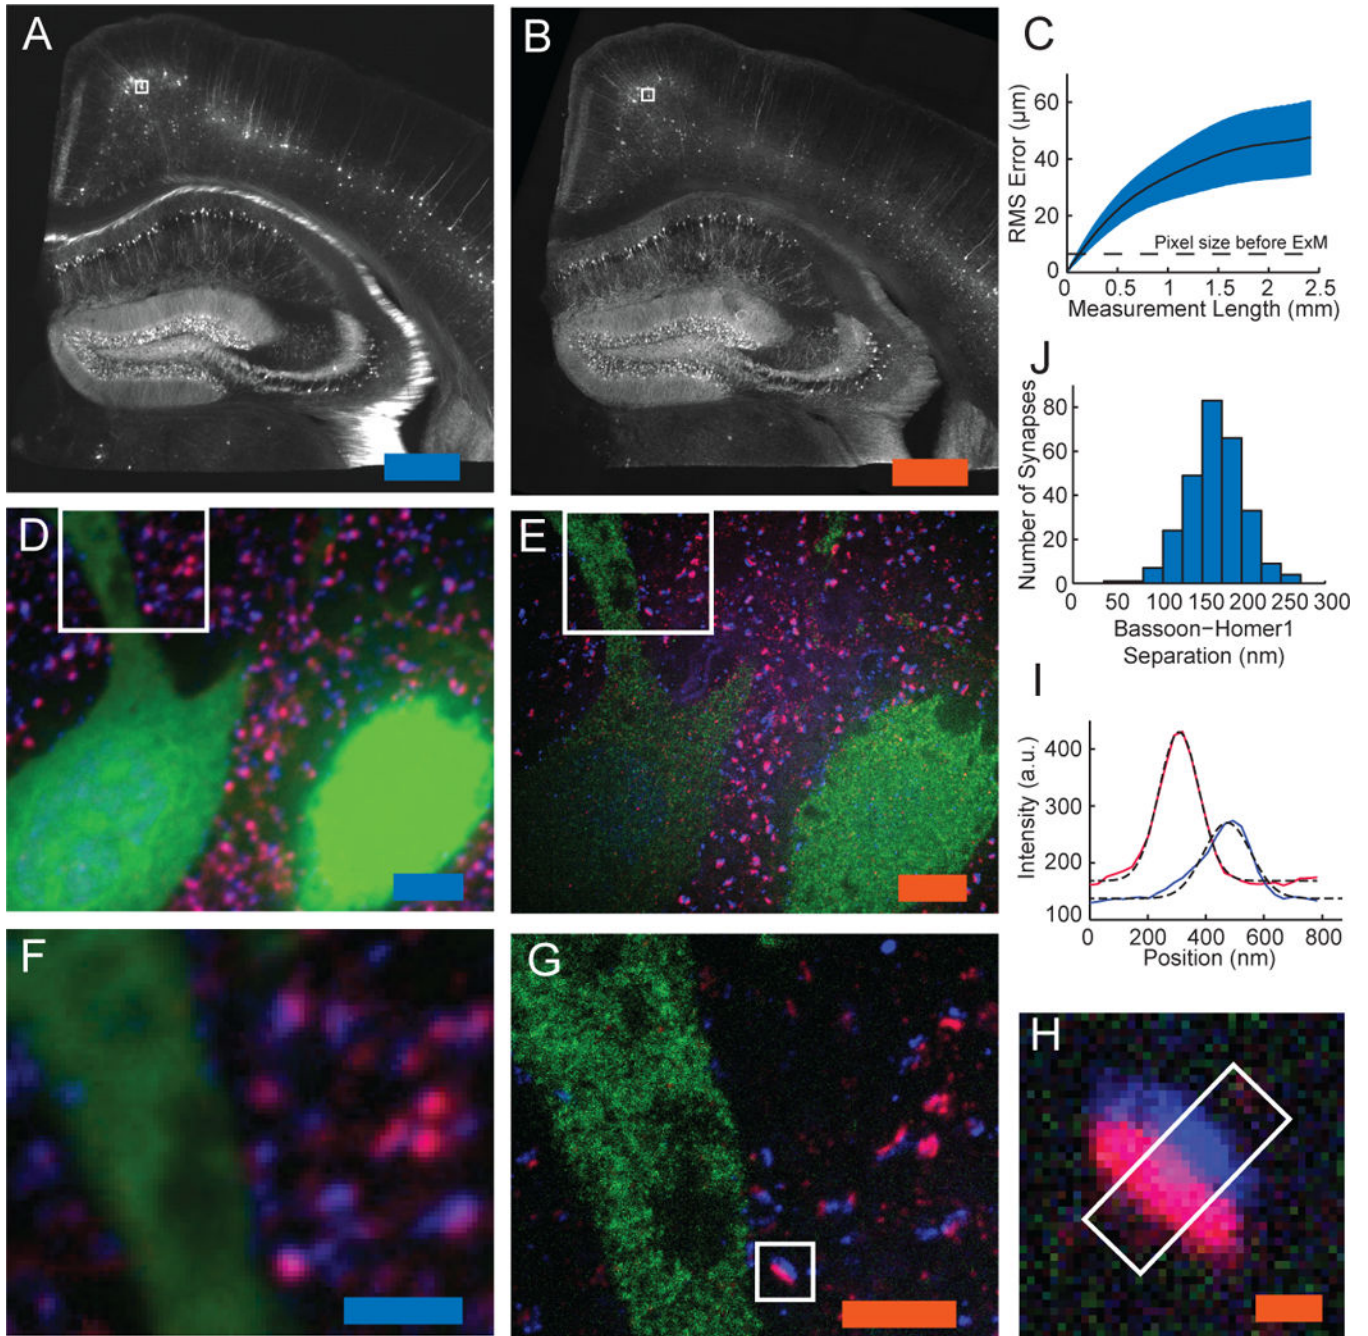 A
B
C
RMS Error (µm)
60
40
20
0
Pixel size before ExM
0
0.5
1
1.5
2
2.5
Measurement Length (mm)
D
E
J
Number of Synapses
80
60
40
20
0
0
50
100
150
200
300
Bassoon–Homer1
Separation (nm)
I
Intensity (a.u.)
400
300
200
100
0
200
400
600
800
Position (nm)
F
G
H